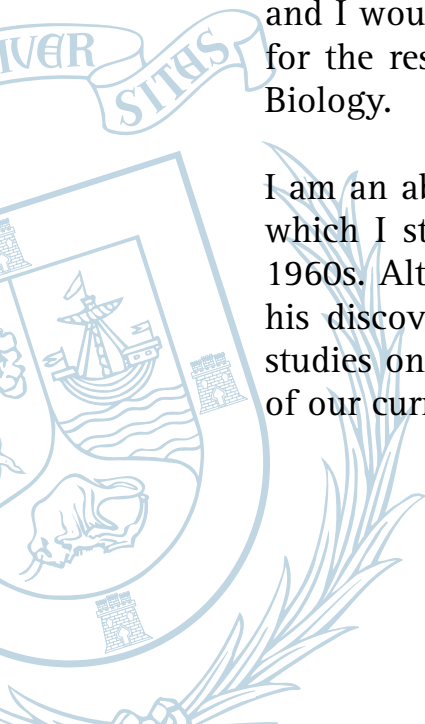 IVER
SITAS
and I wou
for the res
Biology.
I am an ab
which I st
1960s. Alt
his discov
studies on
of our curr